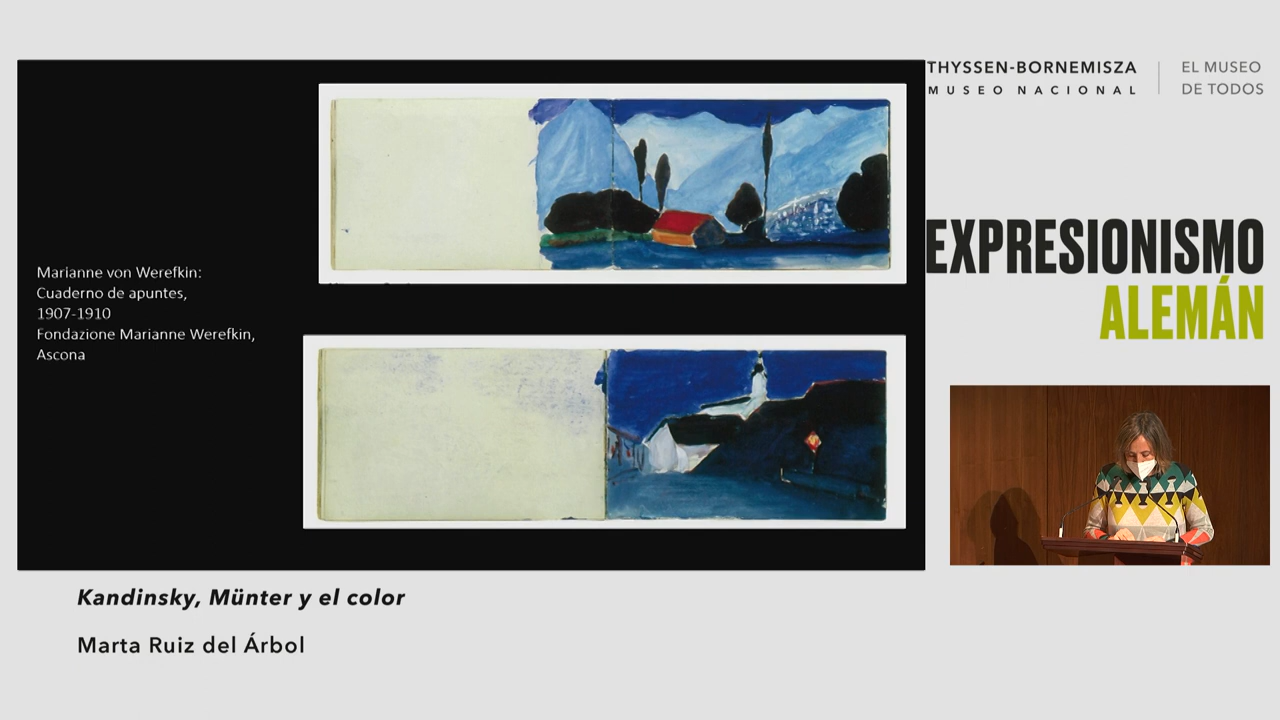 THYSSEN-BORNEMISZA
MUSEO NACIONAL
EL MUSEO
DE TODOS
Marianne von Werefkin:
Cuaderno de apuntes,
1907-1910
Fondazione Marianne Werefkin,
Ascona
EXPRESIONISMO
ALEMÁN
Kandinsky, Münter y el color
Marta Ruiz del Árbol